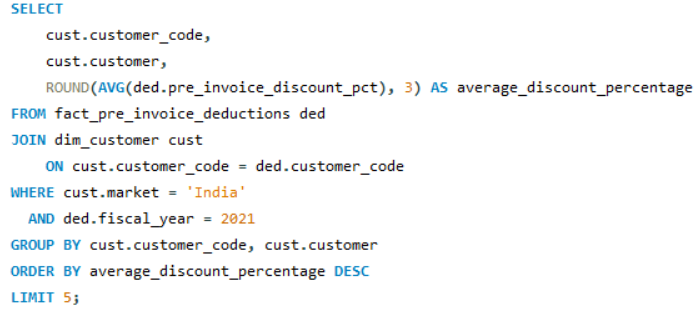 SELECT
    cust.customer_code,
    cust.customer,
    ROUND(AVG(ded.pre_invoice_discount_pct), 3) AS average_discount_percentage
FROM fact_pre_invoice_deductions ded
JOIN dim_customer cust
    ON cust.customer_code = ded.customer_code
WHERE cust.market = 'India'
  AND ded.fiscal_year = 2021
GROUP BY cust.customer_code, cust.customer
ORDER BY average_discount_percentage DESC
LIMIT 5;